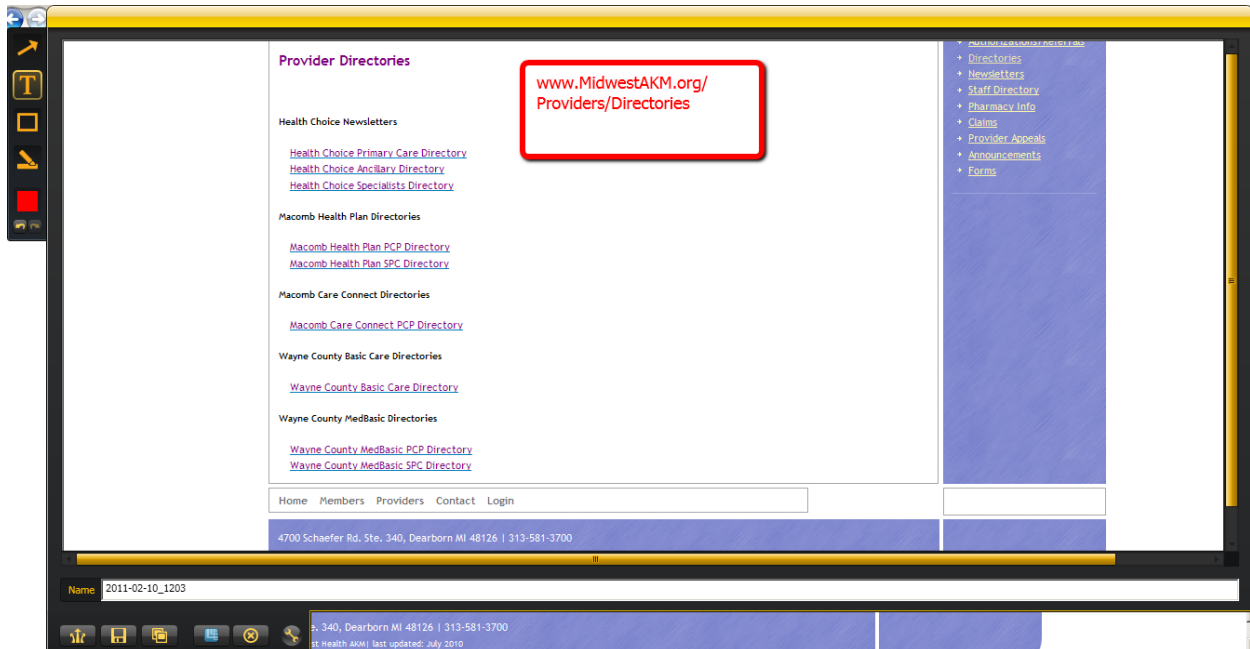 Authorizations/Referrals
Provider Directories
Directories
www.MidwestAKM.org/
Newsletters
Providers/Directories
Staff Directory
Pharmacy Info
Health Choice Newsletters
Claims
Provider Appeals
Health Choice Primary Care Directory
Announcements
Health Choice Ancillary Directory
Forms
Health Choice Specialists Directory
Macomb Health Plan Directories
Macomb Health Plan PCP Directory
Macomb Health Plan SPC Directory
Macomb Care Connect Directories
Macomb Care Connect PCP Directory
Wayne County Basic Care Directories
Wayne County Basic Care Directory
Wayne County MedBasic Directories
Wayne County MedBasic PCP Directory
Wayne County MedBasic SPC Directory
Home Members Providers Contact Login
4700 Schaefer Rd. Ste. 340, Dearborn MI 48126 | 313-581-3700
Name 2011-02-10_1203
e. 340, Dearborn MI 48126 | 313-581-3700
st Health AKM| last updated: July 2010
T